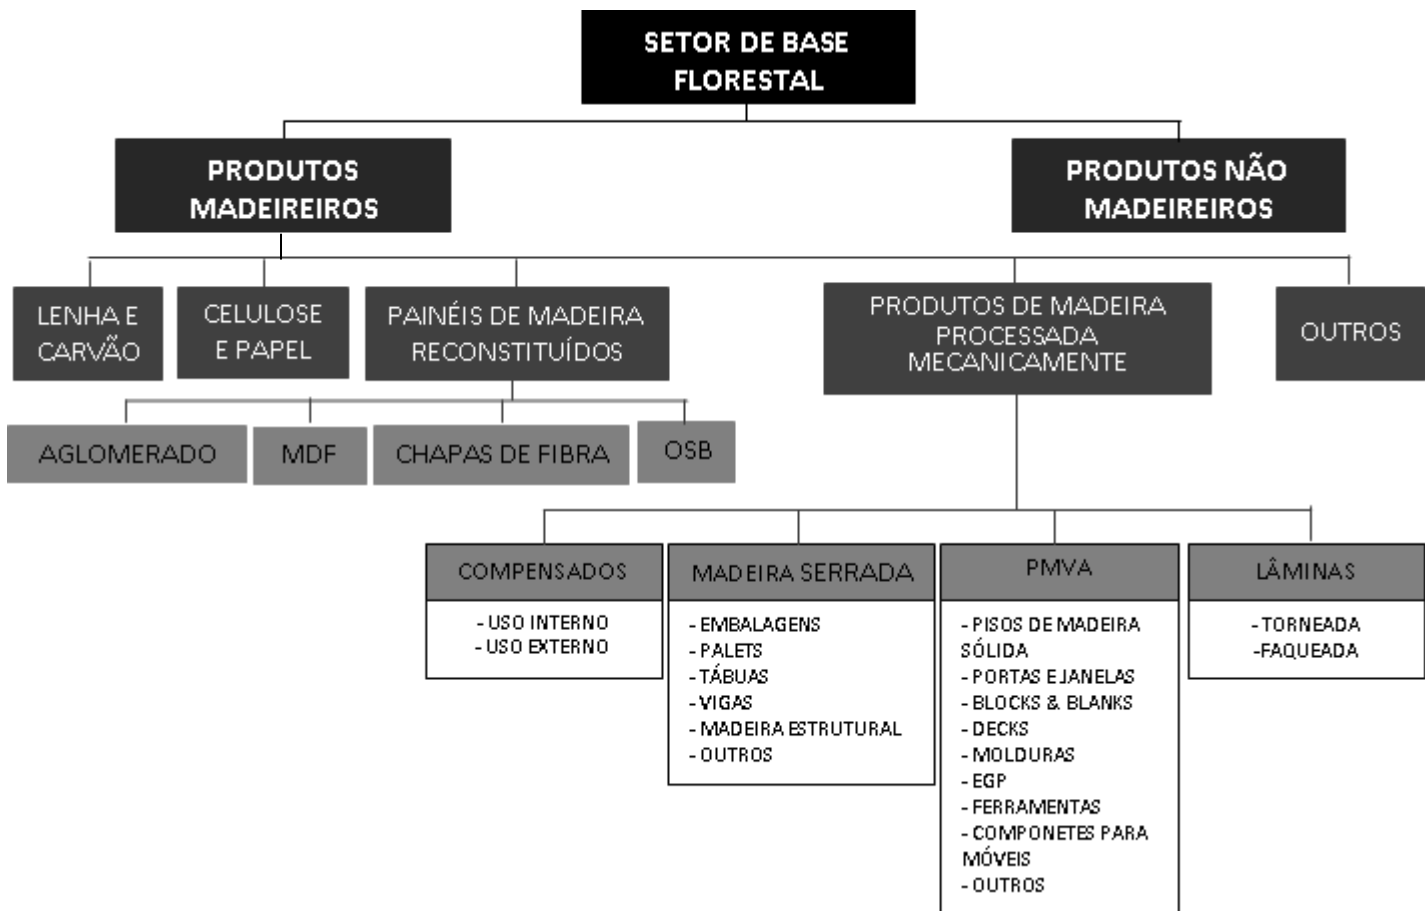 SETOR DE BASE
FLORESTAL
PRODUTOS
MADEIREIROS
PRODUTOS NÃO
MADEIREIROS
LENHA E
CARVÃO
CELULOSE
E PAPEL
PAINÉIS DE MADEIRA
RECONSTITUÍDOS
PRODUTOS DE MADEIRA
PROCESSADA
MECANICAMENTE
OUTROS
AGLOMERADO
MDF
CHAPAS DE FIBRA
OSB
COMPENSADOS
- USO INTERNO
- USO EXTERNO
MADEIRA SERRADA
- EMBALAGENS
- PALETS
- TÁBUAS
- VIGAS
- MADEIRA ESTRUTURAL
- OUTROS
PMVA
- PISOS DE MADEIRA
SÓLIDA
- PORTAS E JANELAS
- BLOCKS & BLANKS
- DECKS
- MOLDURAS
- EGP
- FERRAMENTAS
- COMPONETES PARA
MÓVEIS
- OUTROS
LÂMINAS
- TORNEADA
-FAQUEADA